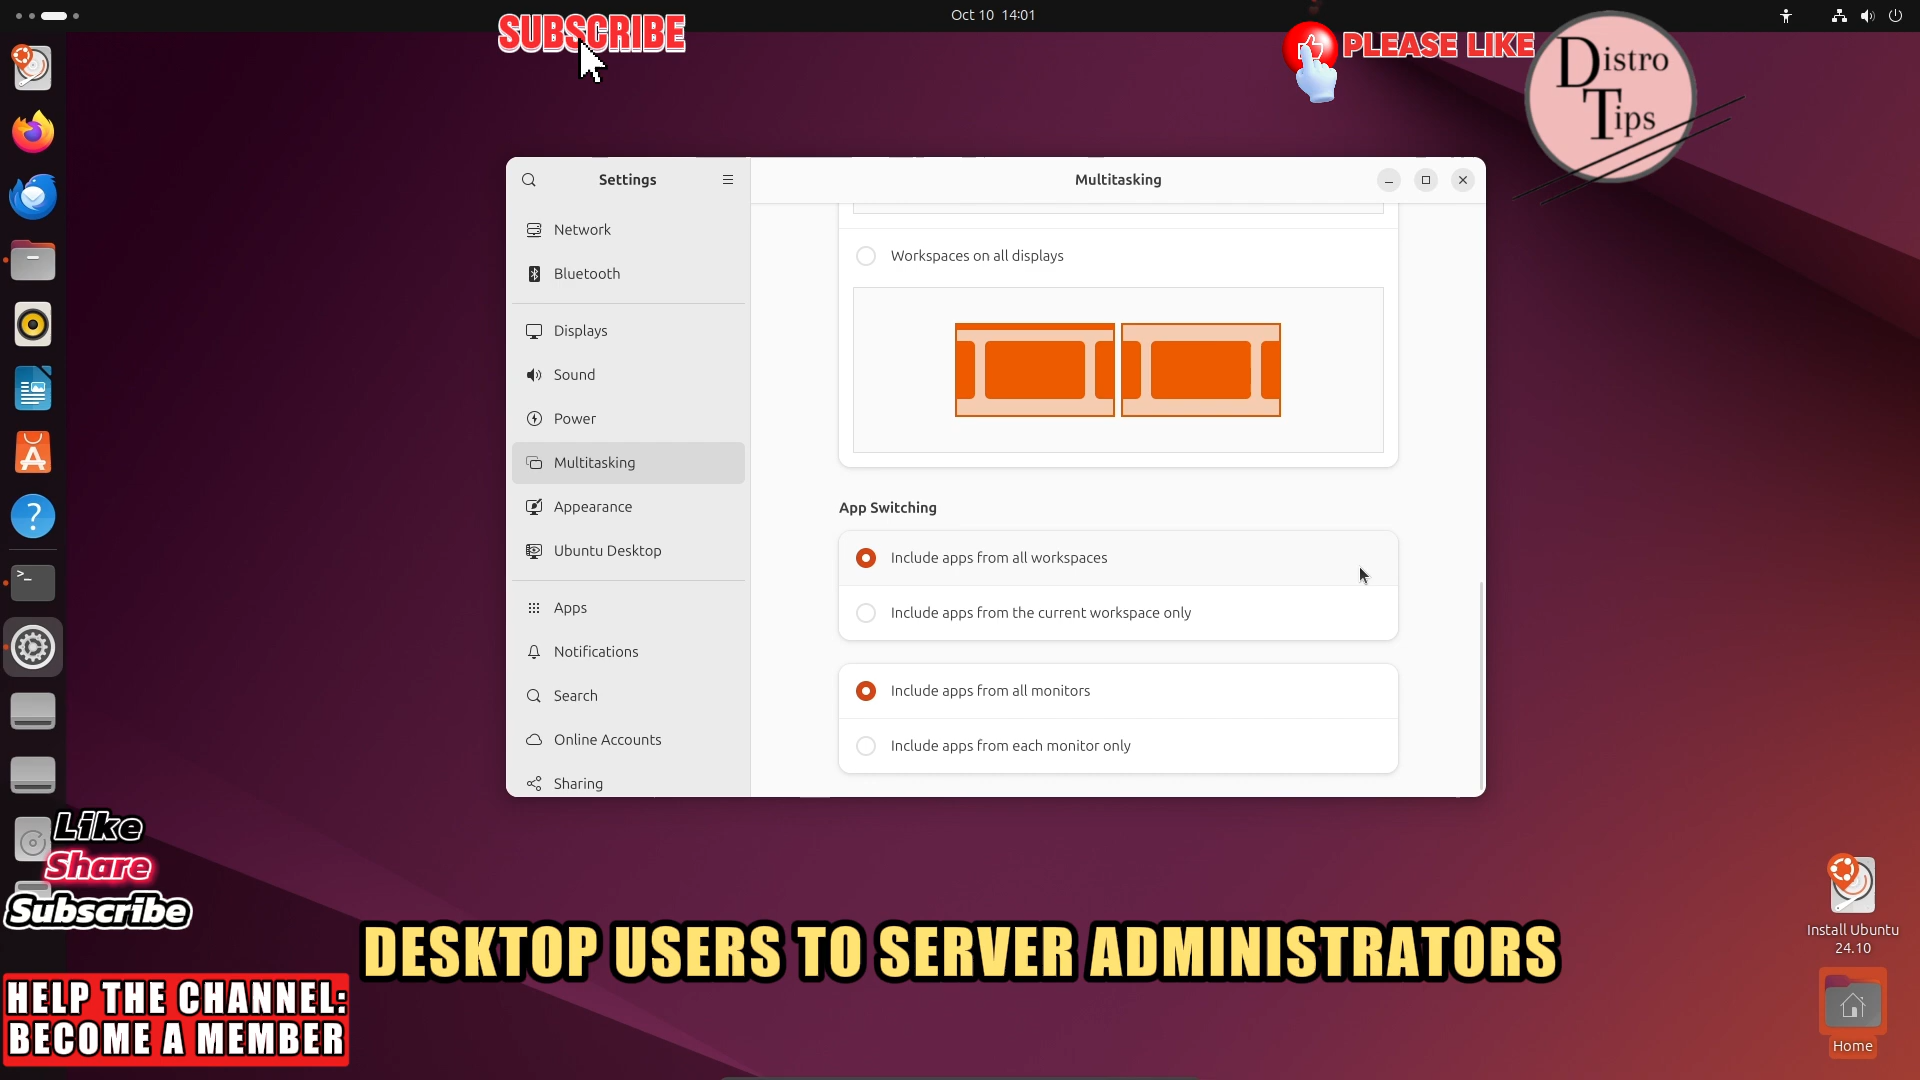 Oct 10 14:01
SUBSCRIBE
PLEASE LIKE
Distro
Tips
Settings
Multitasking
Network
Bluetooth
Displays
Sound
Power
Multitasking
Appearance
Ubuntu Desktop
Apps
Notifications
Search
Online Accounts
Sharing
Workspaces on all displays
App Switching
Include apps from all workspaces
Include apps from the current workspace only
Include apps from all monitors
Include apps from each monitor only
Like
Share
Subscribe
DESKTOP USERS TO SERVER ADMINISTRATORS
HELP THE CHANNEL:
BECOME A MEMBER
Install Ubuntu
24.10
Home